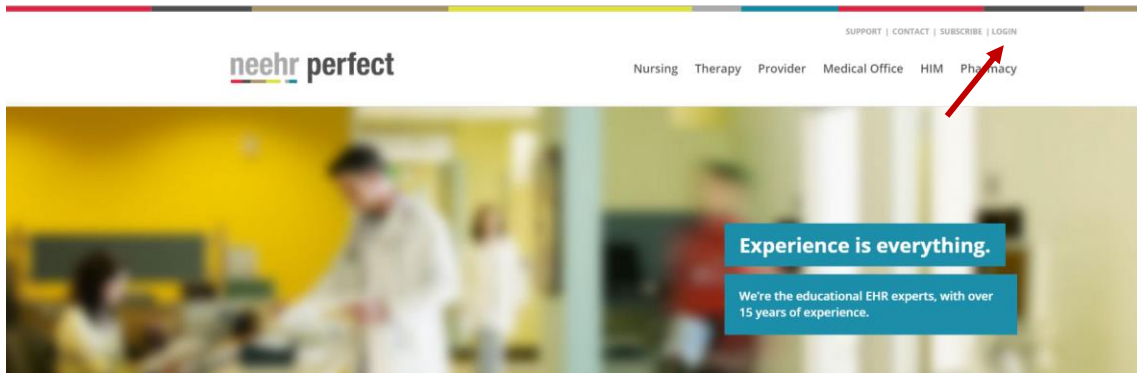 SUPPORT | CONTACT | SUBSCRIBE | LOGIN
neehr perfect
Nursing Therapy Provider Medical Office HIM Pharmacy
Experience is everything.
We're the educational EHR experts, with over
15 years of experience.